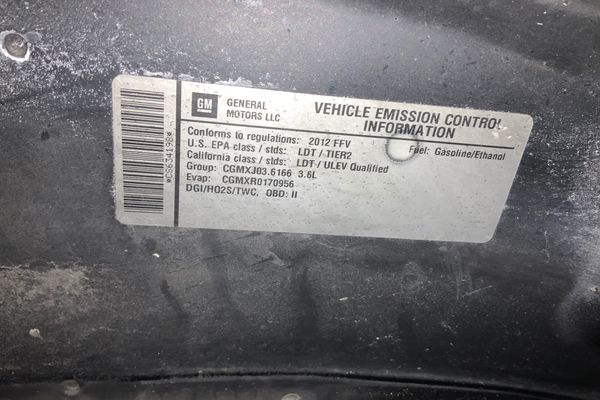 GM
GENERAL
MOTORS LLC
VEHICLE EMISSION CONTROL
INFORMATION
Conforms to regulations: 2012 FFV
Fuel: Gasoline/Ethanol
U.S. EPA class / stds: LDT / TIER2
California class / stds: LDT / ULEV Qualified
Group: CGMXJ03.6166 3.6L
Evap: CGMXR0170956
DGI/HO2S/TWC, OBD: II